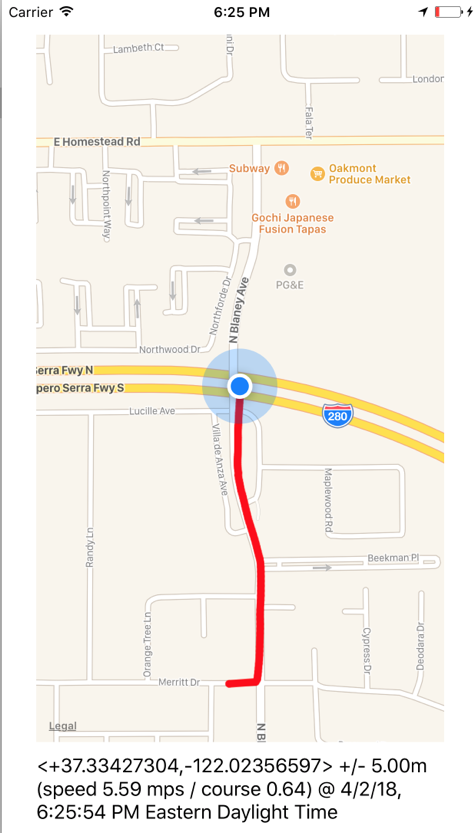 Carrier 6:25 PM
Lambeth Ct
ni Dr
London
Fala Ter
E Homestead Rd
Subway
Oakmont
Produce Market
Northpoint Way
Gochi Japanese
Fusion Tapas
PG&E
Northforde Dr
N Blaney Ave
Northwood Dr
Serra Fwy N
pero Serra Fwy S
Lucille Ave
280
Villa de Anza Ave
Maplewood Rd
Randy Ln
Beekman Pl
Orange Tree Ln
Cypress Dr
Deodara Dr
Merritt Dr
Legal
N Bl
<+37.33427304,-122.02356597> +/- 5.00m
(speed 5.59 mps / course 0.64) @ 4/2/18,
6:25:54 PM Eastern Daylight Time